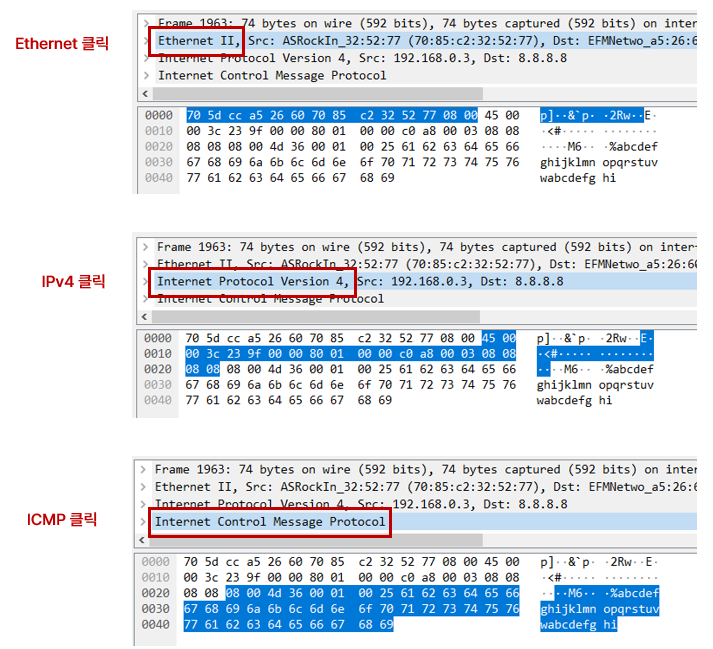 Frame 1963: 74 bytes on wire (592 bits), 74 bytes captured (592 bits) on inter
Ethernet 클릭
Ethernet II, Src: ASRockIn_32:52:77 (70:85:c2:32:52:77), Dst: EFMNetwo_a5:26:6
Internet Protocol Version 4, Src: 192.168.0.3, Dst: 8.8.8.8
Internet Control Message Protocol
0000 70 5d cc a5 26 60 70 85 c2 32 52 77 08 00 45 00 p]··&`p· ·2Rw··E·
0010 00 3c 23 9f 00 00 80 01 00 00 c0 a8 00 03 08 08 ·<#····· ········
0020 08 08 08 00 4d 36 00 01 00 25 61 62 63 64 65 66 ····M6·· ·%abcdef
0030 67 68 69 6a 6b 6c 6d 6e 6f 70 71 72 73 74 75 76 ghijklmn opqrstuv
0040 77 61 62 63 64 65 66 67 68 69 wabcdefg hi
Frame 1963: 74 bytes on wire (592 bits), 74 bytes captured (592 bits) on inter
Ethernet II, Src: ASRockIn_32:52:77 (70:85:c2:32:52:77), Dst: EFMNetwo_a5:26:60
IPv4 클릭
Internet Protocol Version 4, Src: 192.168.0.3, Dst: 8.8.8.8
Internet Control Message Protocol
0000 70 5d cc a5 26 60 70 85 c2 32 52 77 08 00 45 00 p]··&`p· ·2Rw··E·
0010 00 3c 23 9f 00 00 80 01 00 00 c0 a8 00 03 08 08 ·<#····· ········
0020 08 08 08 00 4d 36 00 01 00 25 61 62 63 64 65 66 ····M6·· ·%abcdef
0030 67 68 69 6a 6b 6c 6d 6e 6f 70 71 72 73 74 75 76 ghijklmn opqrstuv
0040 77 61 62 63 64 65 66 67 68 69 wabcdefg hi
Frame 1963: 74 bytes on wire (592 bits), 74 bytes captured (592 bits) on inter
Ethernet II, Src: ASRockIn_32:52:77 (70:85:c2:32:52:77), Dst: EFMNetwo_a5:26:6
Internet Protocol Version 4, Src: 192.168.0.3, Dst: 8.8.8.8
ICMP 클릭
Internet Control Message Protocol
0000 70 5d cc a5 26 60 70 85 c2 32 52 77 08 00 45 00 p]··&`p· ·2Rw··E·
0010 00 3c 23 9f 00 00 80 01 00 00 c0 a8 00 03 08 08 ·<#····· ········
0020 08 08 08 00 4d 36 00 01 00 25 61 62 63 64 65 66 ····M6·· ·%abcdef
0030 67 68 69 6a 6b 6c 6d 6e 6f 70 71 72 73 74 75 76 ghijklmn opqrstuv
0040 77 61 62 63 64 65 66 67 68 69 wabcdefg hi